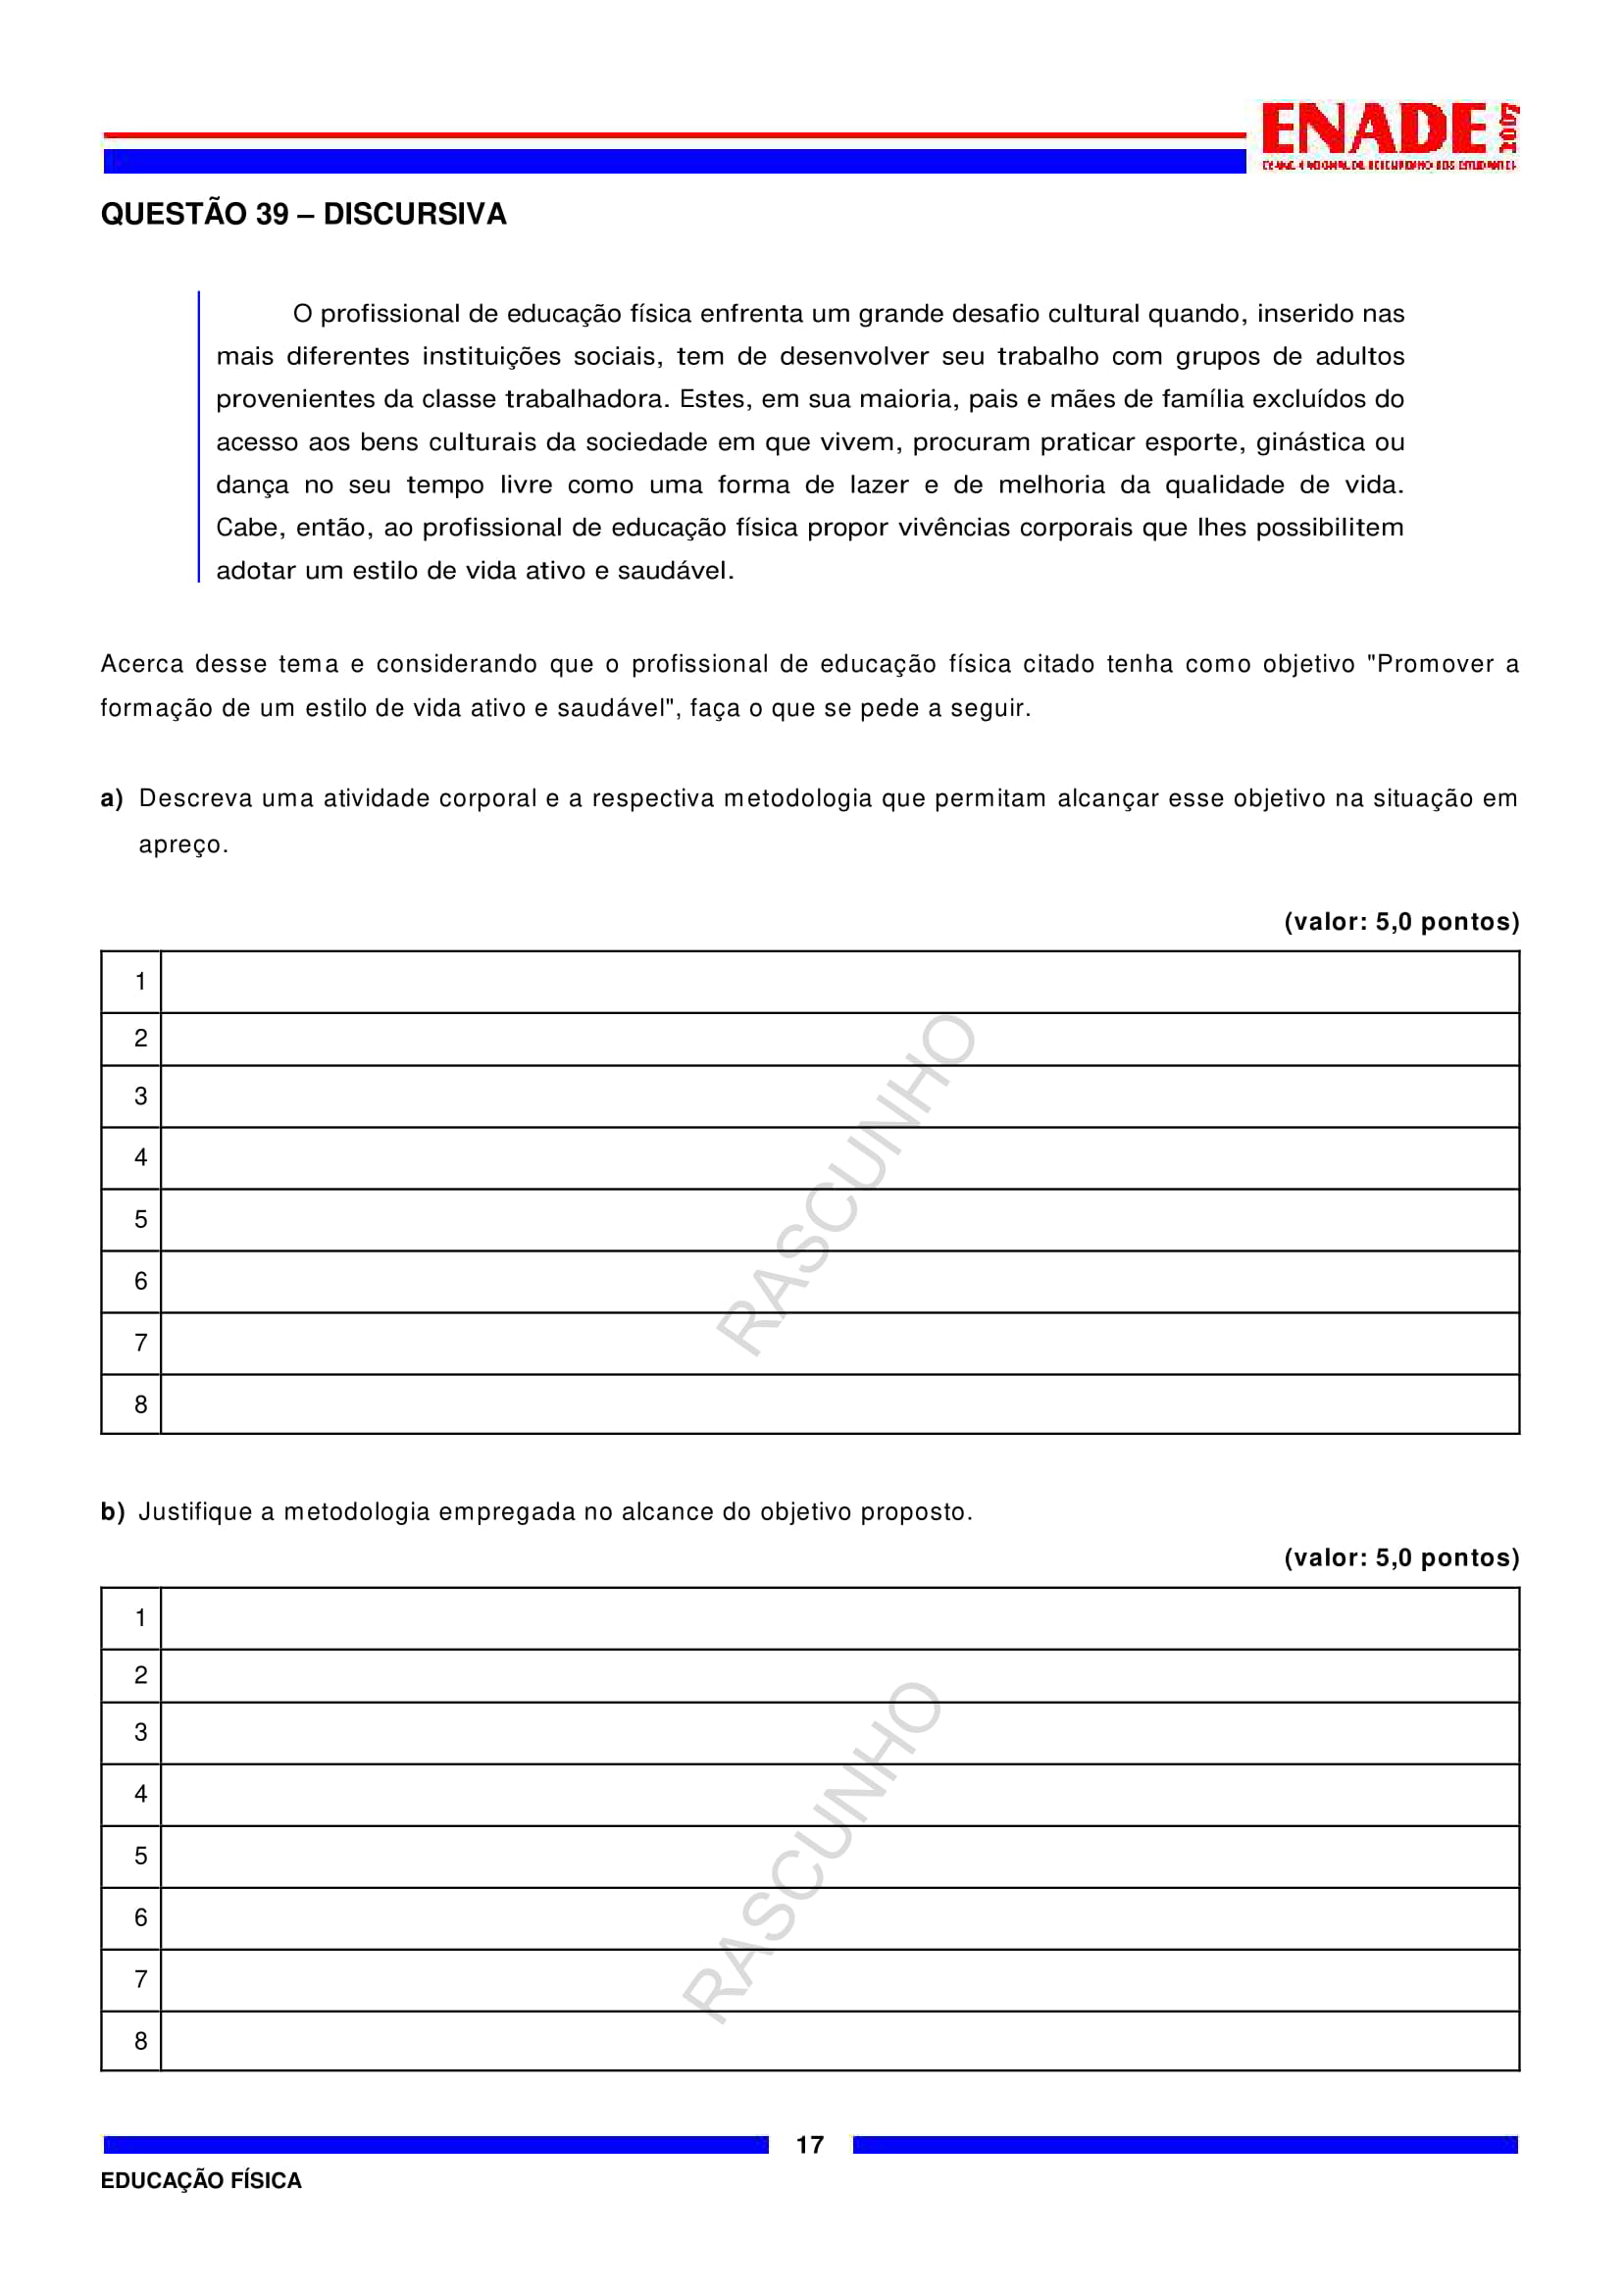 ENADE
QUESTÃO 39 – DISCURSIVA
O profissional de educação física enfrenta um grande desafio cultural quando, inserido nas
mais diferentes instituições sociais, tem de desenvolver seu trabalho com grupos de adultos
provenientes da classe trabalhadora. Estes, em sua maioria, pais e mães de família excluídos do
acesso aos bens culturais da sociedade em que vivem, procuram praticar esporte, ginástica ou
dança no seu tempo livre como uma forma de lazer e de melhoria da qualidade de vida.
Cabe, então, ao profissional de educação física propor vivências corporais que lhes possibilitem
adotar um estilo de vida ativo e saudável.
Acerca desse tema e considerando que o profissional de educação física citado tenha como objetivo "Promover a
formação de um estilo de vida ativo e saudável", faça o que se pede a seguir.
a) Descreva uma atividade corporal e a respectiva metodologia que permitam alcançar esse objetivo na situação em
apreço.
(valor: 5,0 pontos)
1
2
3
4
5
6
7
8
RASCUNHO
b) Justifique a metodologia empregada no alcance do objetivo proposto.
(valor: 5,0 pontos)
1
2
3
4
5
6
7
8
RASCUNHO
17
EDUCAÇÃO FÍSICA